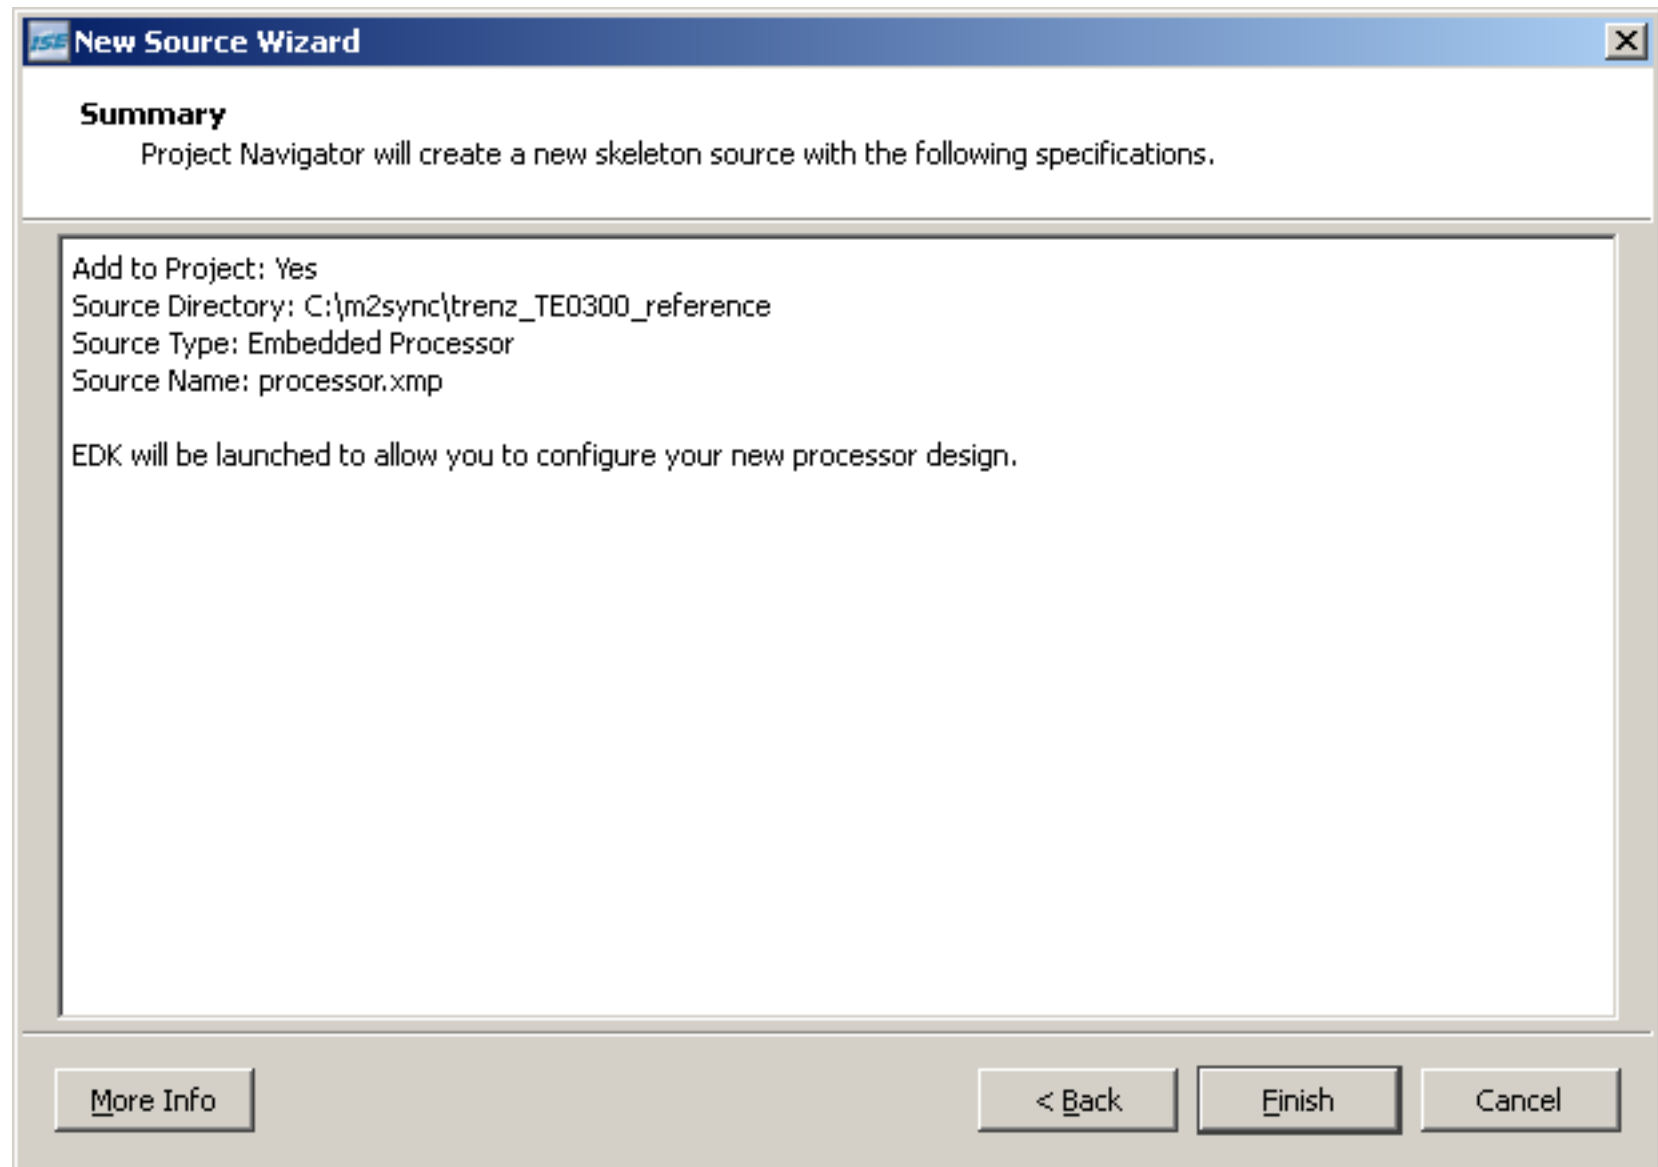 ISE New Source Wizard
Summary
Project Navigator will create a new skeleton source with the following specifications.
Add to Project: Yes
Source Directory: C:\m2sync\trenz_TE0300_reference
Source Type: Embedded Processor
Source Name: processor.xmp
EDK will be launched to allow you to configure your new processor design.
More Info
< Back
Finish
Cancel